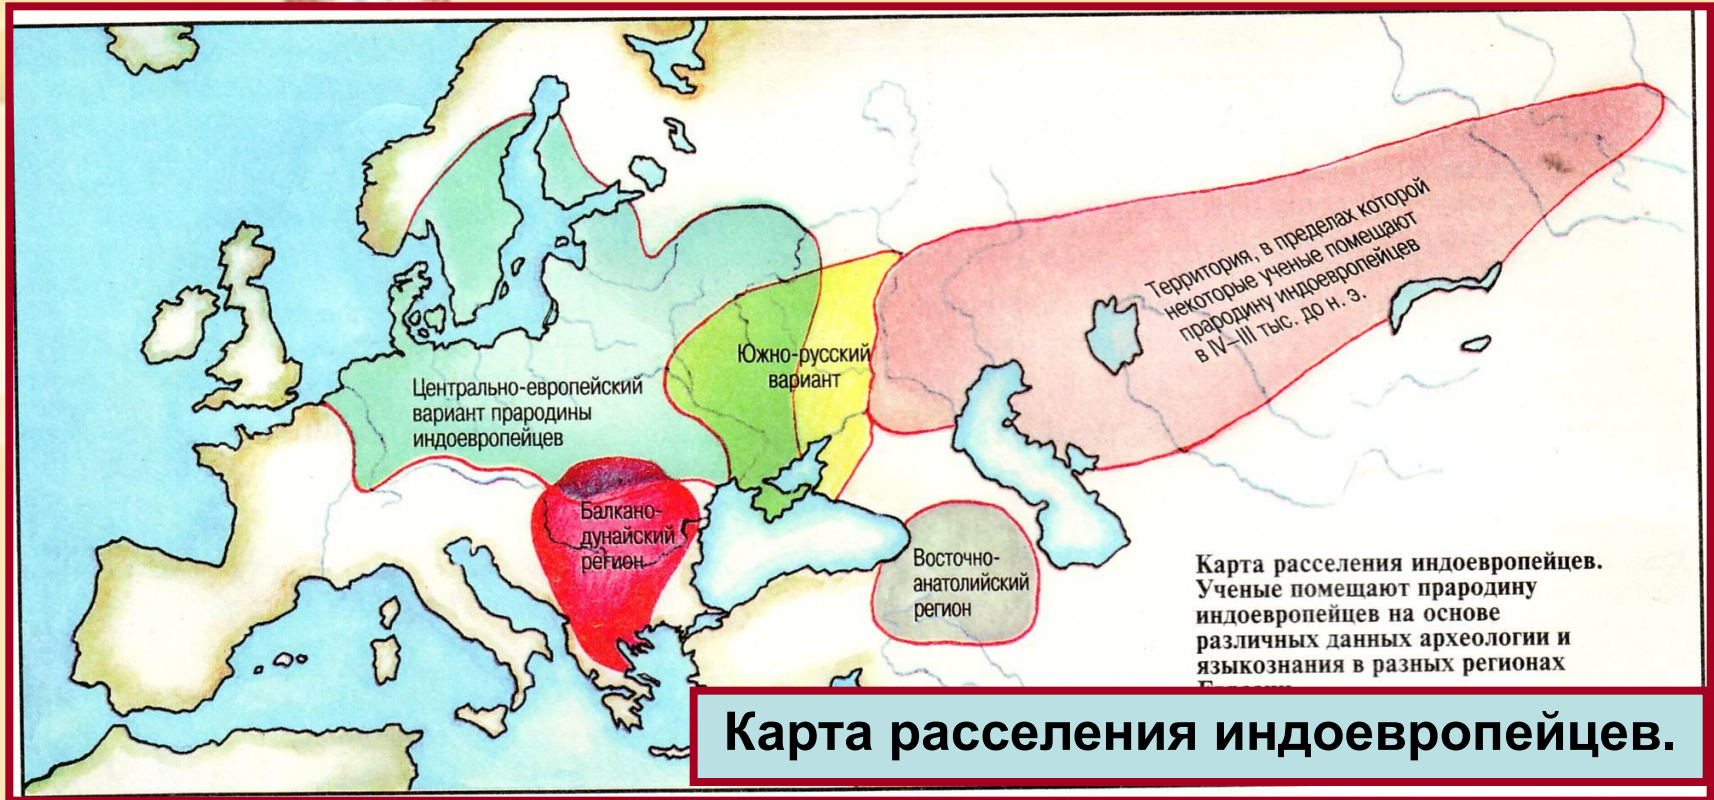 Территория, в пределах которой
некоторые ученые помещают
прародину индоевропейцев
в IV–III тыс. до н. э.
Южно-русский
вариант
Центрально-европейский
вариант прародины
индоевропейцев
Балкано-
дунайский
регион
Восточно-
анатолийский
регион
Карта расселения индоевропейцев.
Ученые помещают прародину
индоевропейцев на основе
различных данных археологии и
языкознания в разных регионах
Карта расселения индоевропейцев.